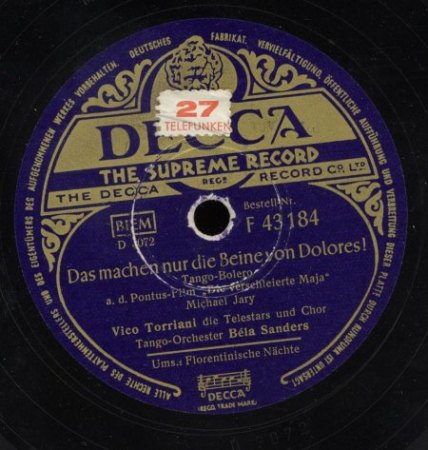 ALLE RECHTE DES PLATTENHERSTELLERS UND DES EIGENTÜMERS DES AUFGENOMMENEN WERKES VORBEHALTEN. DEUTSCHES FABRIKAT. VERVIELFÄLTIGUNG, ÖFFENTLICHE AUFFÜHRUNG UND VERBREITUNG DIESER PLATTE DURCH RUNDFUNK IST UNTERSAGT
27
TELEFUNKEN
DECCA
THE SUPREME RECORD
THE DECCA REGD RECORD CO. LTD.
BIEM
Bestell-Nr.
F 43184
Das machen nur die Beine von Dolores!
Tango-Bolero
a. d. Pontus-Film „Die verschleierte Maja"
Michael Jary
Vico Torriani die Telestars und Chor
Tango-Orchester Béla Sanders
Ums.: Florentinische Nächte
DECCA
(REGD. TRADE MARK)